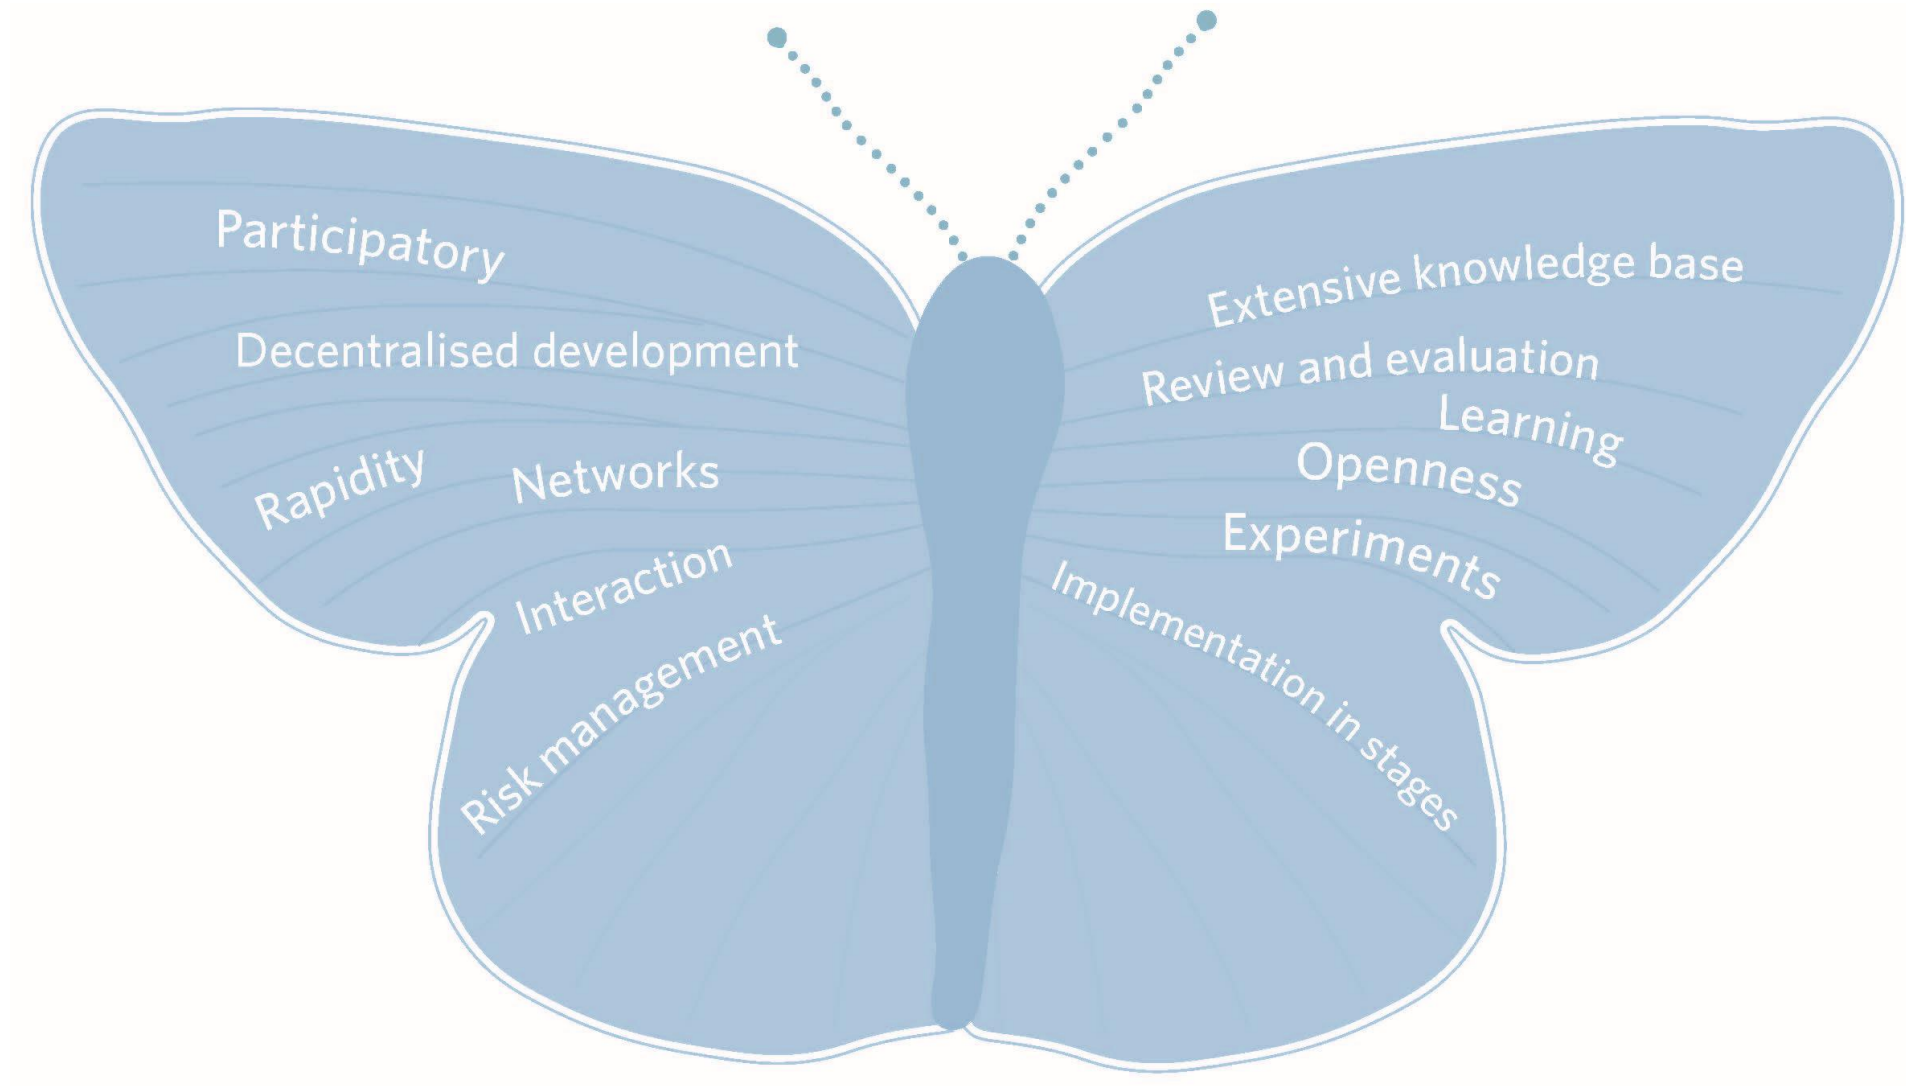 Participatory
Decentralised development
Rapidity
Networks
Interaction
Risk management
Extensive knowledge base
Review and evaluation
Learning
Openness
Experiments
Implementation in stages